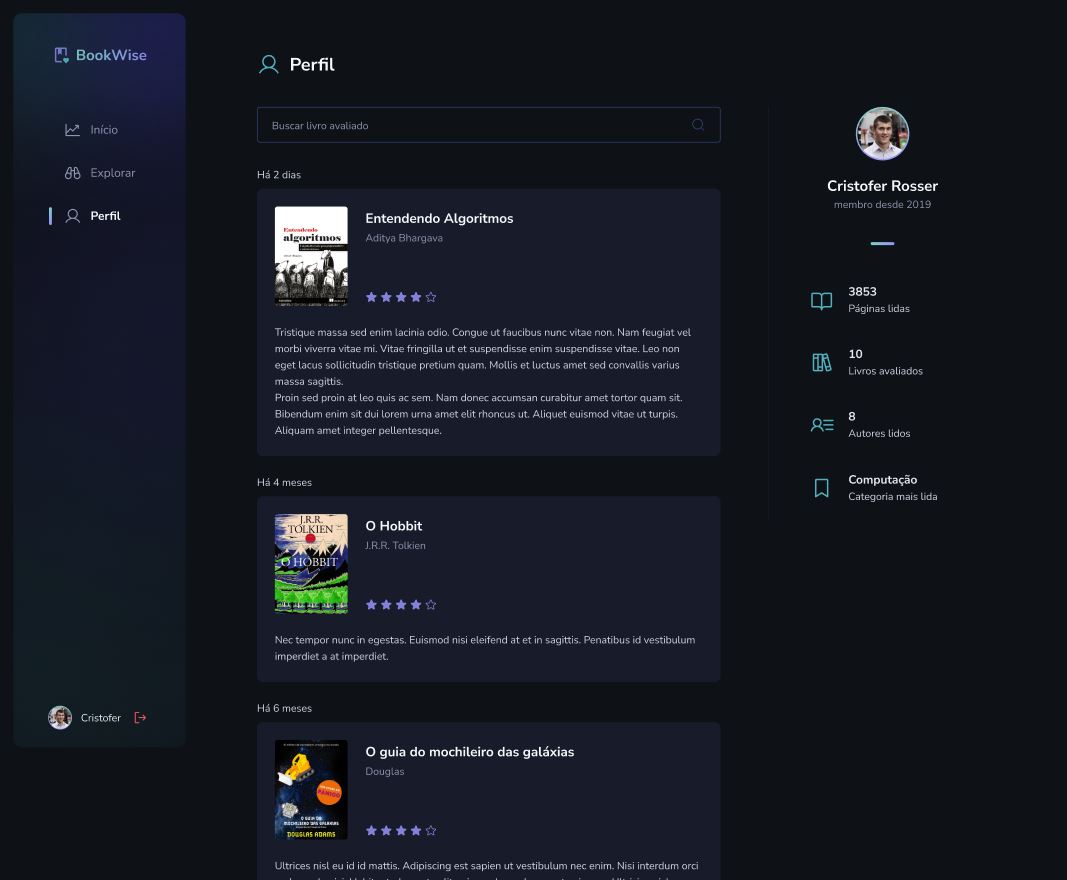 BookWise
Início
Explorar
Perfil
Cristofer
Perfil
Buscar livro avaliado
Há 2 dias
Entendendo
algoritmos
Entendendo Algoritmos
Aditya Bhargava
Tristique massa sed enim lacinia odio. Congue ut faucibus nunc vitae non. Nam feugiat vel
morbi viverra vitae mi. Vitae fringilla ut et suspendisse enim suspendisse vitae. Leo non
eget lacus sollicitudin tristique pretium quam. Mollis et luctus amet sed convallis varius
massa sagittis.
Proin sed proin at leo quis ac sem. Nam donec accumsan curabitur amet tortor quam sit.
Bibendum enim sit dui lorem urna amet elit rhoncus ut. Aliquet euismod vitae ut turpis.
Aliquam amet integer pellentesque.
Há 4 meses
J.R.R.
TOLKIEN
O HOBBIT
O Hobbit
J.R.R. Tolkien
Nec tempor nunc in egestas. Euismod nisi eleifend at et in sagittis. Penatibus id vestibulum
imperdiet a at imperdiet.
Há 6 meses
PÂNICO
O GUIA DO
MOCHILEIRO DAS GALÁXIAS
DOUGLAS ADAMS
O guia do mochileiro das galáxias
Douglas
Ultrices nisl eu id id mattis. Adipiscing est sapien ut vestibulum nec enim. Nisi interdum orci
Cristofer Rosser
membro desde 2019
3853
Páginas lidas
10
Livros avaliados
8
Autores lidos
Computação
Categoria mais lida